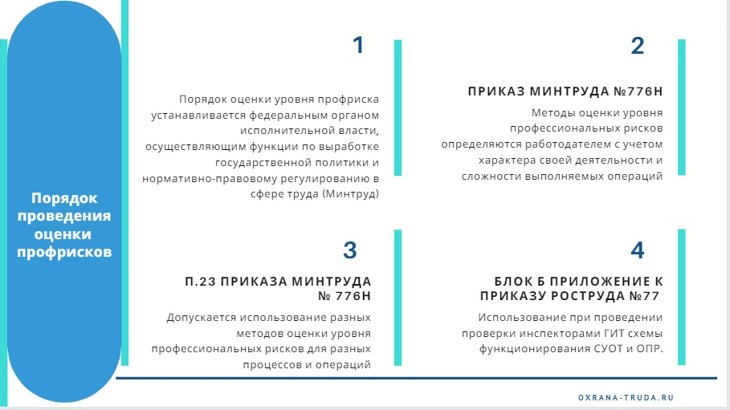 Порядок
проведения
оценки
профрисков
1
Порядок оценки уровня профриска
устанавливается федеральным органом
исполнительной власти,
осуществляющим функции по выработке
государственной политики и
нормативно-правовому регулированию в
сфере труда (Минтруд)
2
ПРИКАЗ МИНТРУДА №776Н
Методы оценки уровня
профессиональных рисков
определяются работодателем с учетом
характера своей деятельности и
сложности выполняемых операций
3
П.23 ПРИКАЗА МИНТРУДА
№ 776Н
Допускается использование разных
методов оценки уровня
профессиональных рисков для разных
процессов и операций
4
БЛОК Б ПРИЛОЖЕНИЕ К
ПРИКАЗУ РОСТРУДА №77
Использование при проведении
проверки инспекторами ГИТ схемы
функционирования СУОТ и ОПР.
OXRANA-TRUDA.RU